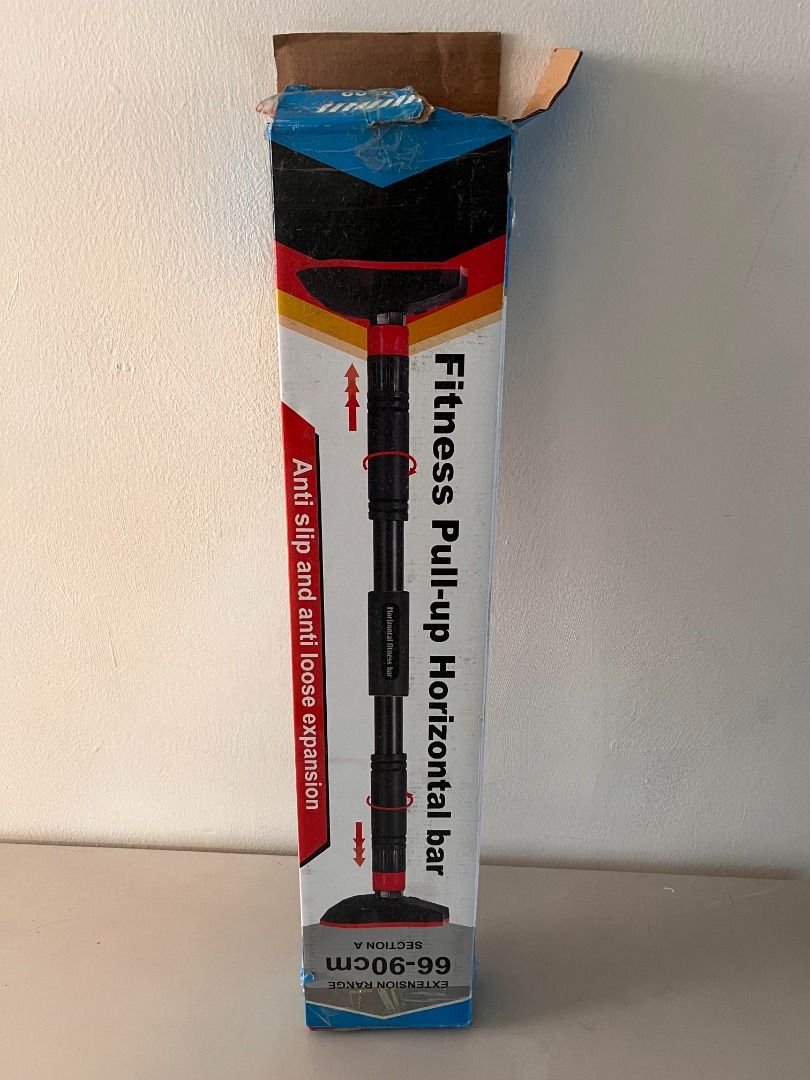 Fitness Pull-up Horizontal bar
Horizontal fitness bar
Anti slip and anti loose expansion
EXTENSION RANGE
66-90cm
SECTION A